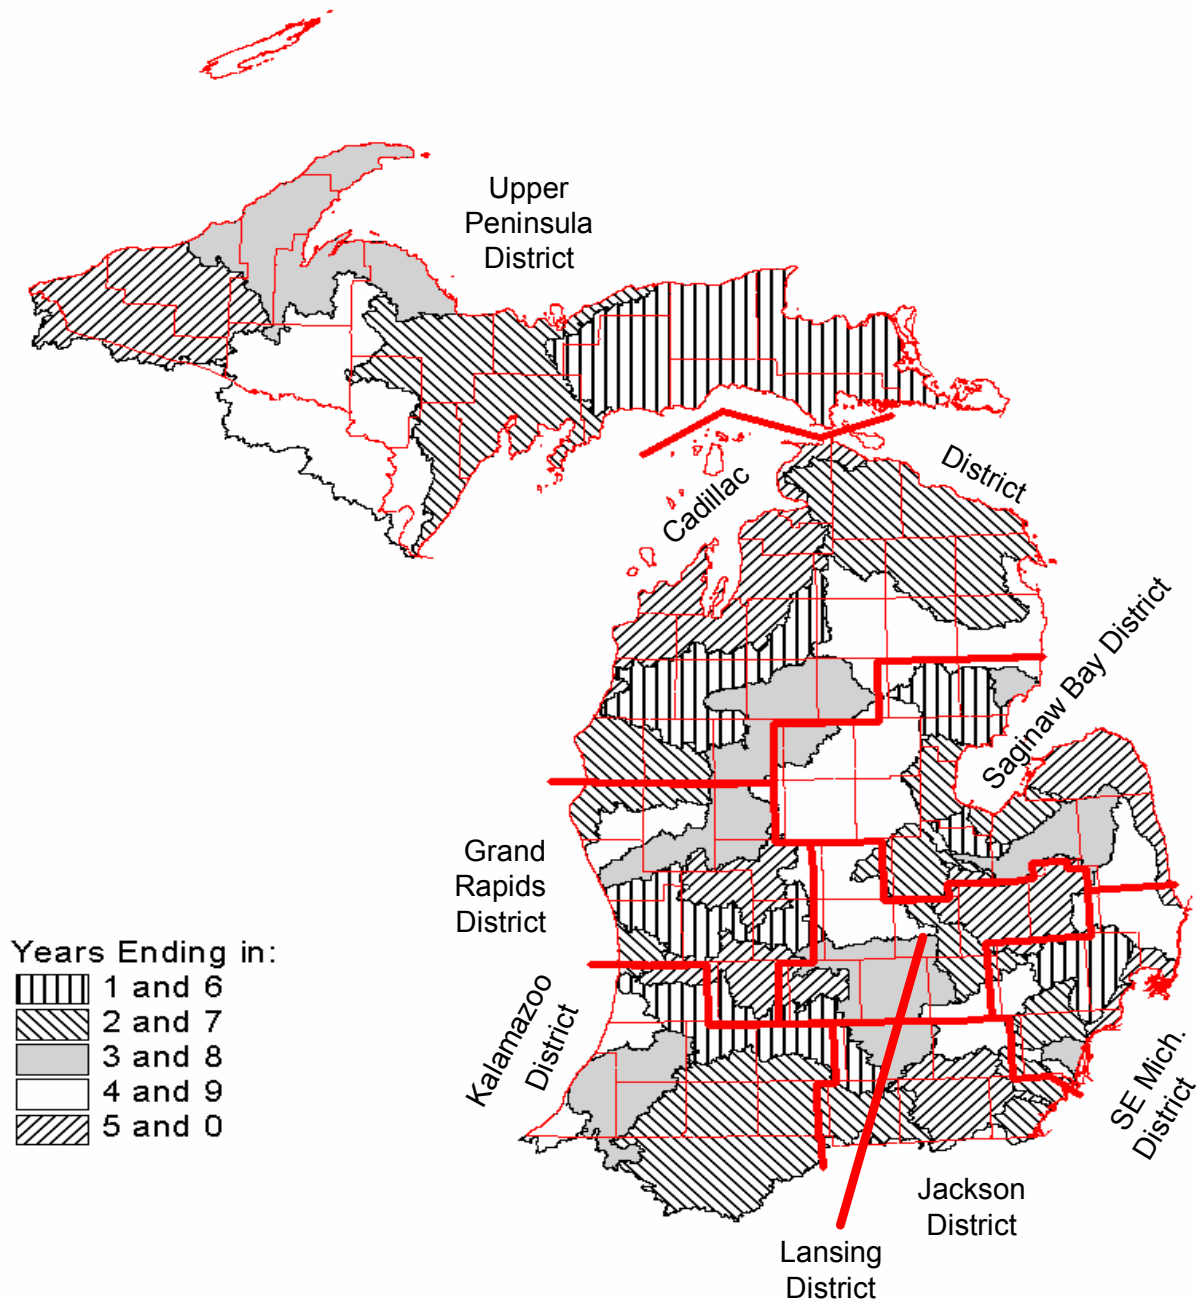 Upper
Peninsula
District
Cadillac
District
Saginaw Bay District
Grand
Rapids
District
Years Ending in:
1 and 6
2 and 7
3 and 8
4 and 9
5 and 0
Kalamazoo
District
SE Mich.
District
Jackson
District
Lansing
District